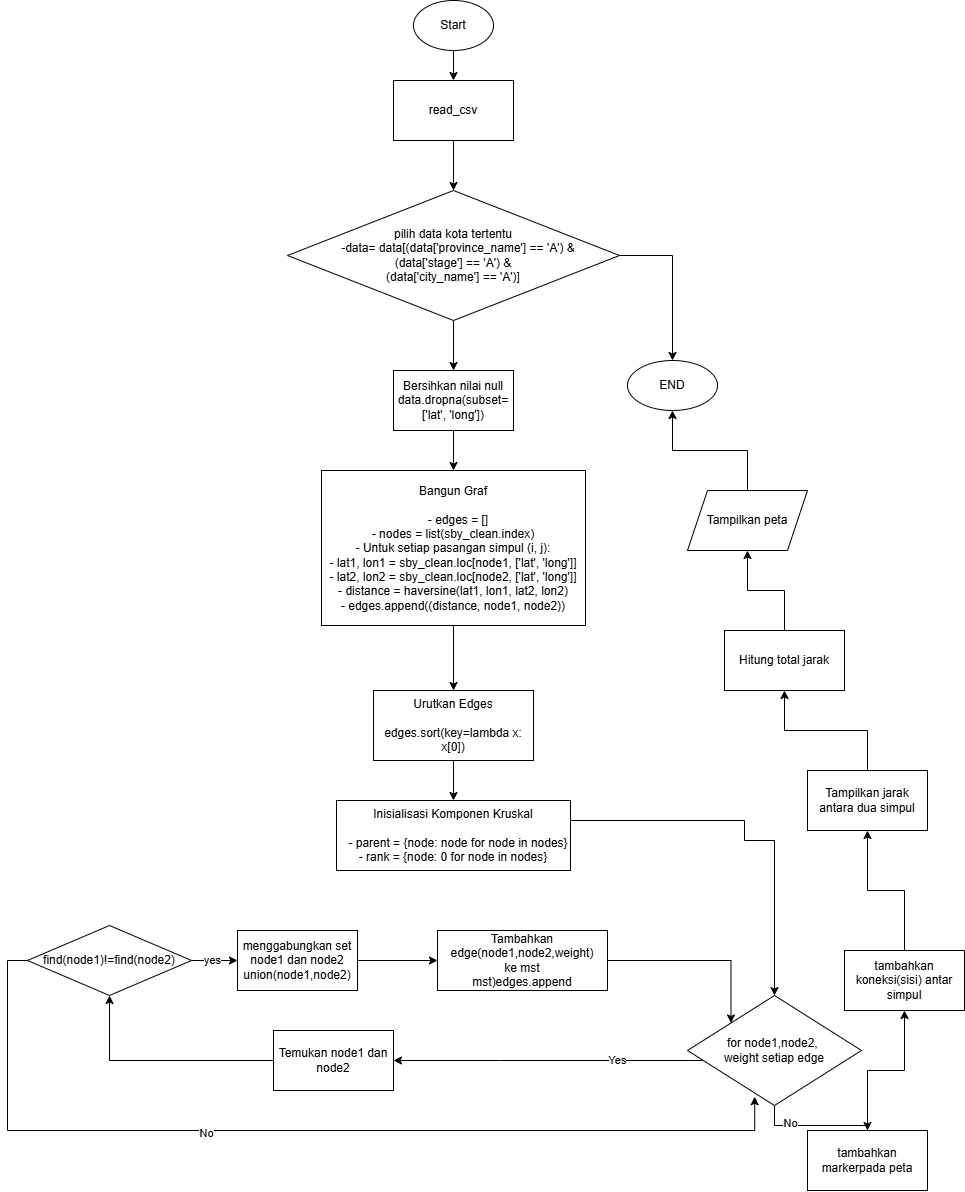 Start
read_csv
pilih data kota tertentu
-data= data[(data['province_name'] == 'A') &
(data['stage'] == 'A') &
(data['city_name'] == 'A')]
Bersihkan nilai null
data.dropna(subset=
['lat', 'long'])
END
Bangun Graf
- edges = []
- nodes = list(sby_clean.index)
- Untuk setiap pasangan simpul (i, j):
- lat1, lon1 = sby_clean.loc[node1, ['lat', 'long']]
- lat2, lon2 = sby_clean.loc[node2, ['lat', 'long']]
- distance = haversine(lat1, lon1, lat2, lon2)
- edges.append((distance, node1, node2))
Tampilkan peta
Hitung total jarak
Urutkan Edges
edges.sort(key=lambda x:
x[0])
Tampilkan jarak
antara dua simpul
Inisialisasi Komponen Kruskal
- parent = {node: node for node in nodes}
- rank = {node: 0 for node in nodes}
find(node1)!=find(node2)
yes
menggabungkan set
node1 dan node2
union(node1,node2)
Tambahkan
edge(node1,node2,weight)
ke mst
mst)edges.append
tambahkan
koneksi(sisi) antar
simpul
for node1,node2,
weight setiap edge
Yes
Temukan node1 dan
node2
No
No
tambahkan
markerpada peta